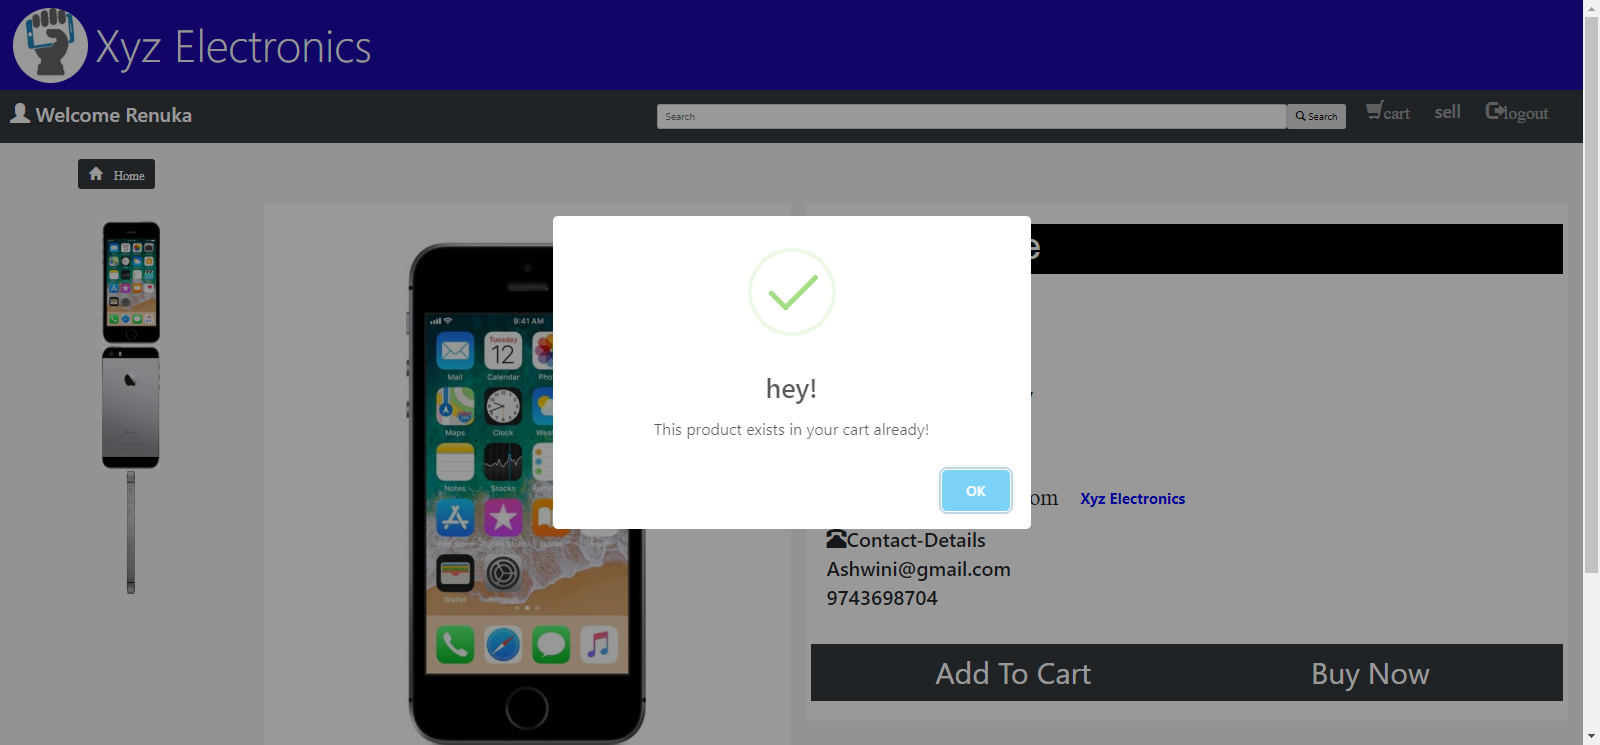 Xyz Electronics
Welcome Renuka
Search
Search
cart
sell
logout
Home
9:41 AM
Tuesday
12
Mail
Calendar
Maps
Clock
Notes
Stocks
Wallet
Settings
hey!
This product exists in your cart already!
OK
om
Xyz Electronics
Contact-Details
Ashwini@gmail.com
9743698704
Add To Cart
Buy Now